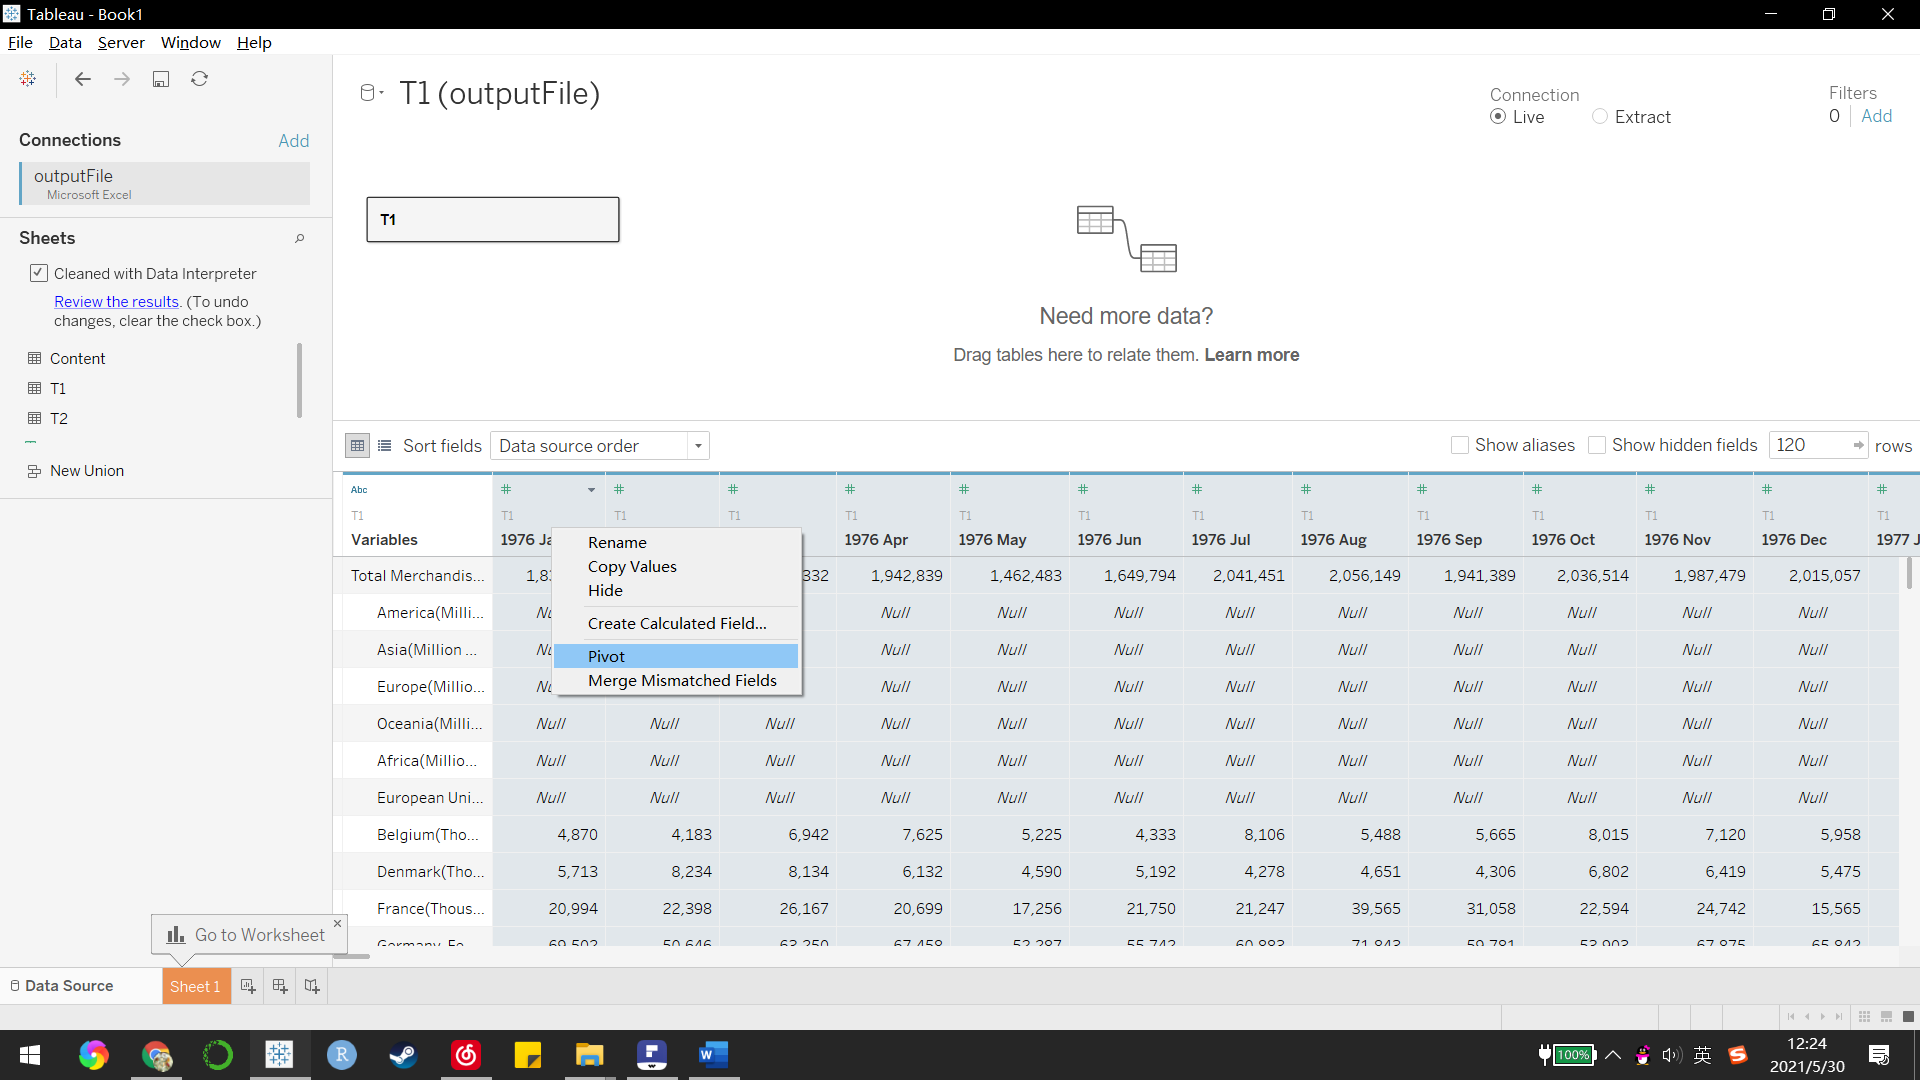 Tableau - Book1
File Data Server Window Help
T1 (outputFile)
Connection
Live Extract
Filters
0 Add
Connections Add
outputFile
Microsoft Excel
Sheets
Cleaned with Data Interpreter
Review the results. (To undo
changes, clear the check box.)
Content
T1
T2
New Union
T1
Need more data?
Drag tables here to relate them. Learn more
Sort fields Data source order
Show aliases Show hidden fields 120 rows
Abc # # # # # # # # # # # # #
T1 T1 T1 T1 T1 T1 T1 T1 T1 T1 T1 T1 T1 T1
Variables 1976 Ja 1976 Apr 1976 May 1976 Jun 1976 Jul 1976 Aug 1976 Sep 1976 Oct 1976 Nov 1976 Dec 1977 J
Rename
Copy Values
Hide
Create Calculated Field...
Pivot
Merge Mismatched Fields
Total Merchandis... 1,83 332 1,942,839 1,462,483 1,649,794 2,041,451 2,056,149 1,941,389 2,036,514 1,987,479 2,015,057
America(Milli... Nu Null Null Null Null Null Null Null Null Null
Asia(Million ... Nu Null Null Null Null Null Null Null Null Null
Europe(Millio... Nu Null Null Null Null Null Null Null Null Null
Oceania(Milli... Null Null Null Null Null Null Null Null Null Null Null Null
Africa(Millio... Null Null Null Null Null Null Null Null Null Null Null Null
European Uni... Null Null Null Null Null Null Null Null Null Null Null Null
Belgium(Tho... 4,870 4,183 6,942 7,625 5,225 4,333 8,106 5,488 5,665 8,015 7,120 5,958
Denmark(Tho... 5,713 8,234 8,134 6,132 4,590 5,192 4,278 4,651 4,306 6,802 6,419 5,475
France(Thous... 20,994 22,398 26,167 20,699 17,256 21,750 21,247 39,565 31,058 22,594 24,742 15,565
Go to Worksheet
Data Source Sheet 1
100% 英
12:24
2021/5/30